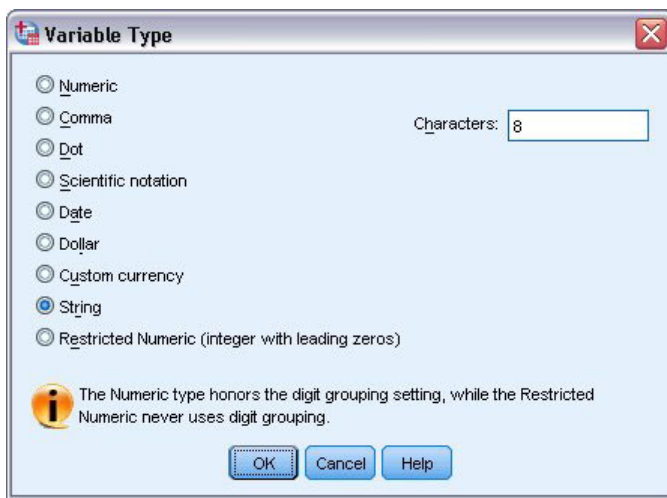 Variable Type
Numeric
Comma
Characters: 8
Dot
Scientific notation
Date
Dollar
Custom currency
String
Restricted Numeric (integer with leading zeros)
The Numeric type honors the digit grouping setting, while the Restricted
Numeric never uses digit grouping.
OK Cancel Help